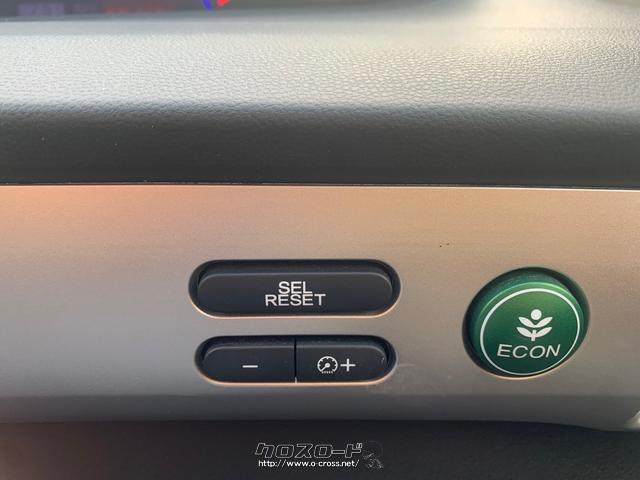 SEL
RESET
− +
ECON
クロスロード
http://www.o-cross.net/